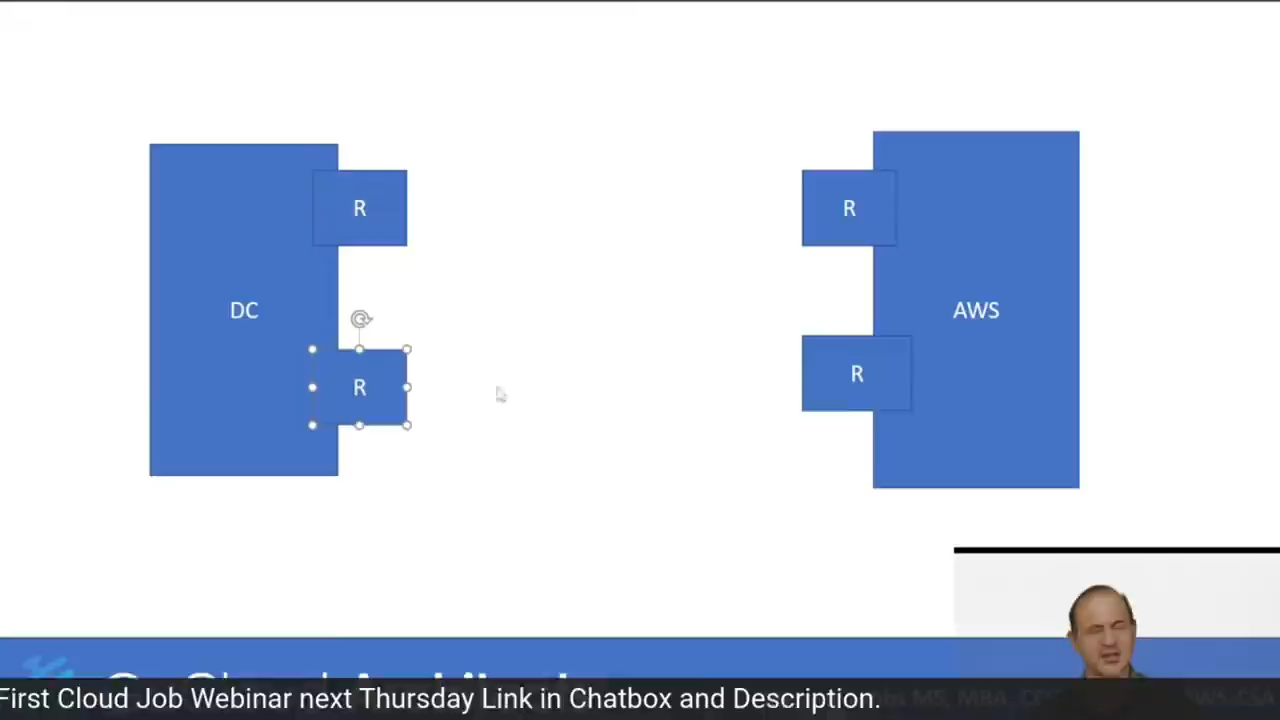 R
R
DC
AWS
R
R
First Cloud Job Webinar next Thursday Link in Chatbox and Description.